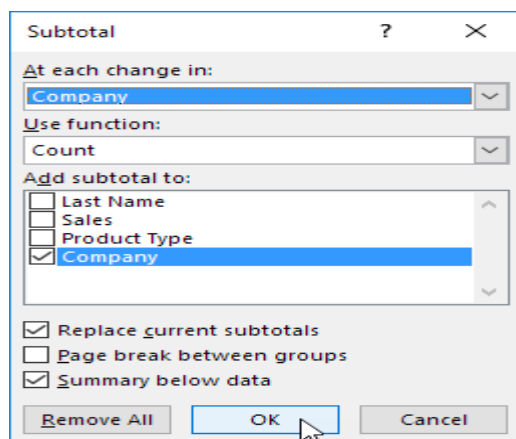 Subtotal ?
At each change in:
Company
Use function:
Count
Add subtotal to:
Last Name
Sales
Product Type
Company
Replace current subtotals
Page break between groups
Summary below data
Remove All OK Cancel